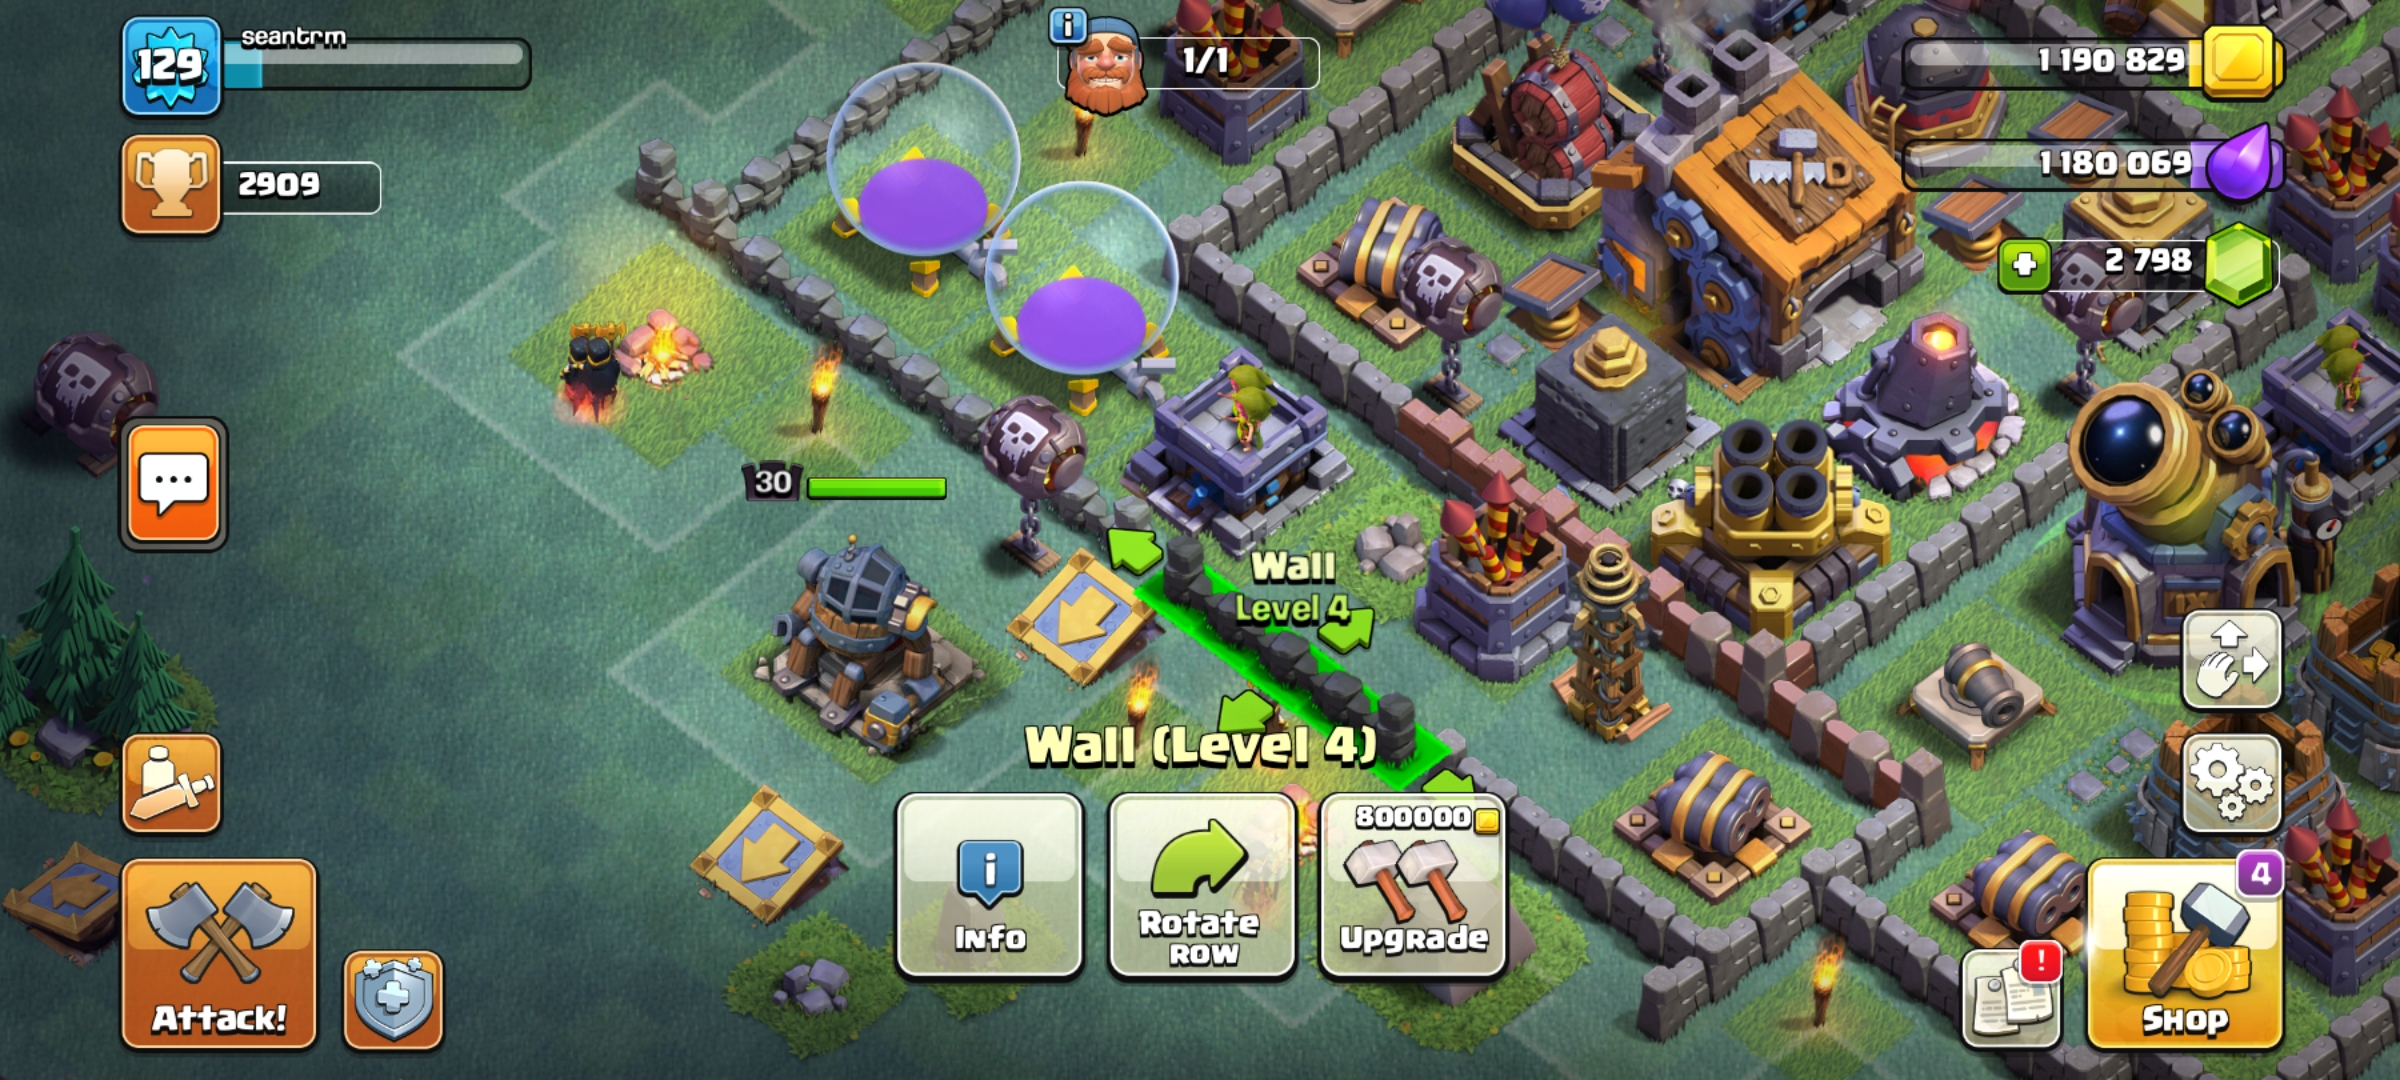 129
seantrm
1/1
1 190 829
1 180 069
2 798
2909
30
Wall
Level 4
Wall (Level 4)
800000
Info
Rotate
Row
Upgrade
4
Attack!
!
Shop
IX